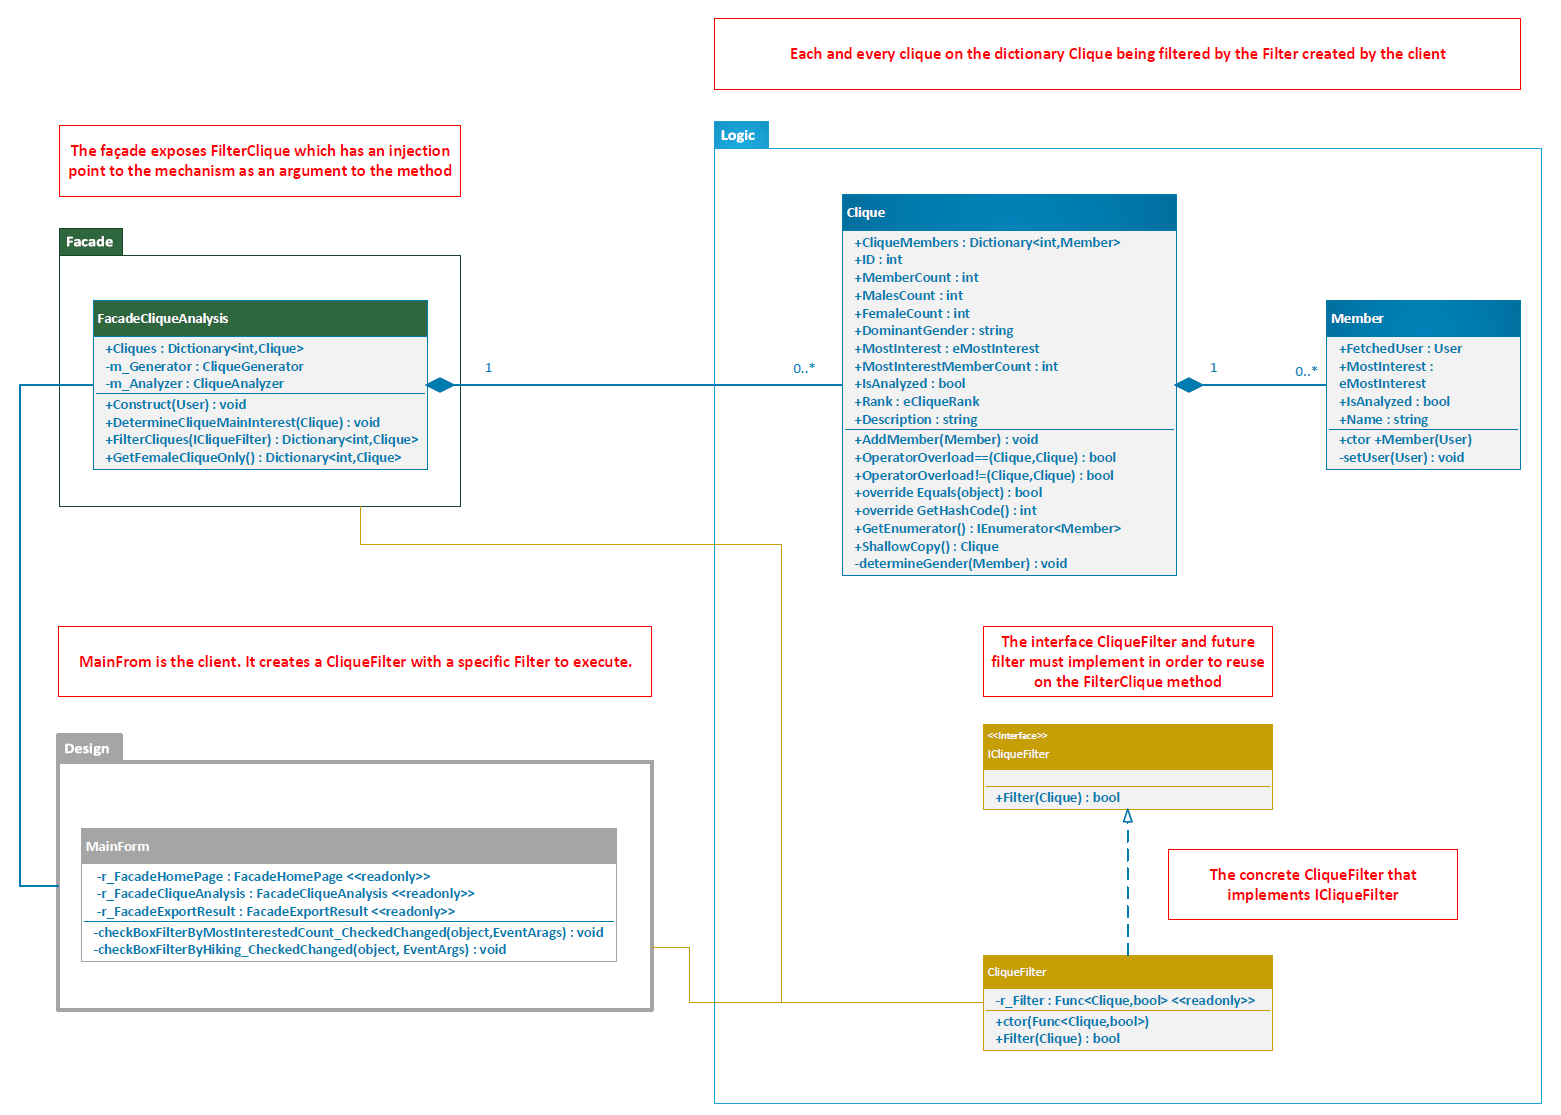 Each and every clique on the dictionary Clique being filtered by the Filter created by the client
The façade exposes FilterClique which has an injection
point to the mechanism as an argument to the method
Facade
FacadeCliqueAnalysis
+Cliques : Dictionary<int,Clique>
-m_Generator : CliqueGenerator
-m_Analyzer : CliqueAnalyzer
+Construct(User) : void
+DetermineCliqueMainInterest(Clique) : void
+FilterCliques(ICliqueFilter) : Dictionary<int,Clique>
+GetFemaleCliqueOnly() : Dictionary<int,Clique>
1
0..*
Logic
Clique
+CliqueMembers : Dictionary<int,Member>
+ID : int
+MemberCount : int
+MalesCount : int
+FemaleCount : int
+DominantGender : string
+MostInterest : eMostInterest
+MostInterestMemberCount : int
+IsAnalyzed : bool
+Rank : eCliqueRank
+Description : string
+AddMember(Member) : void
+OperatorOverload==(Clique,Clique) : bool
+OperatorOverload!=(Clique,Clique) : bool
+override Equals(object) : bool
+override GetHashCode() : int
+GetEnumerator() : IEnumerator<Member>
+ShallowCopy() : Clique
-determineGender(Member) : void
1
0..*
Member
+FetchedUser : User
+MostInterest :
eMostInterest
+IsAnalyzed : bool
+Name : string
+ctor +Member(User)
-setUser(User) : void
MainFrom is the client. It creates a CliqueFilter with a specific Filter to execute.
Design
MainForm
-r_FacadeHomePage : FacadeHomePage <<readonly>>
-r_FacadeCliqueAnalysis : FacadeCliqueAnalysis <<readonly>>
-r_FacadeExportResult : FacadeExportResult <<readonly>>
-checkBoxFilterByMostInterestedCount_CheckedChanged(object,EventArags) : void
-checkBoxFilterByHiking_CheckedChanged(object, EventArgs) : void
The interface CliqueFilter and future
filter must implement in order to reuse
on the FilterClique method
<<Interface>>
ICliqueFilter
+Filter(Clique) : bool
The concrete CliqueFilter that
implements ICliqueFilter
CliqueFilter
-r_Filter : Func<Clique,bool> <<readonly>>
+ctor(Func<Clique,bool>)
+Filter(Clique) : bool